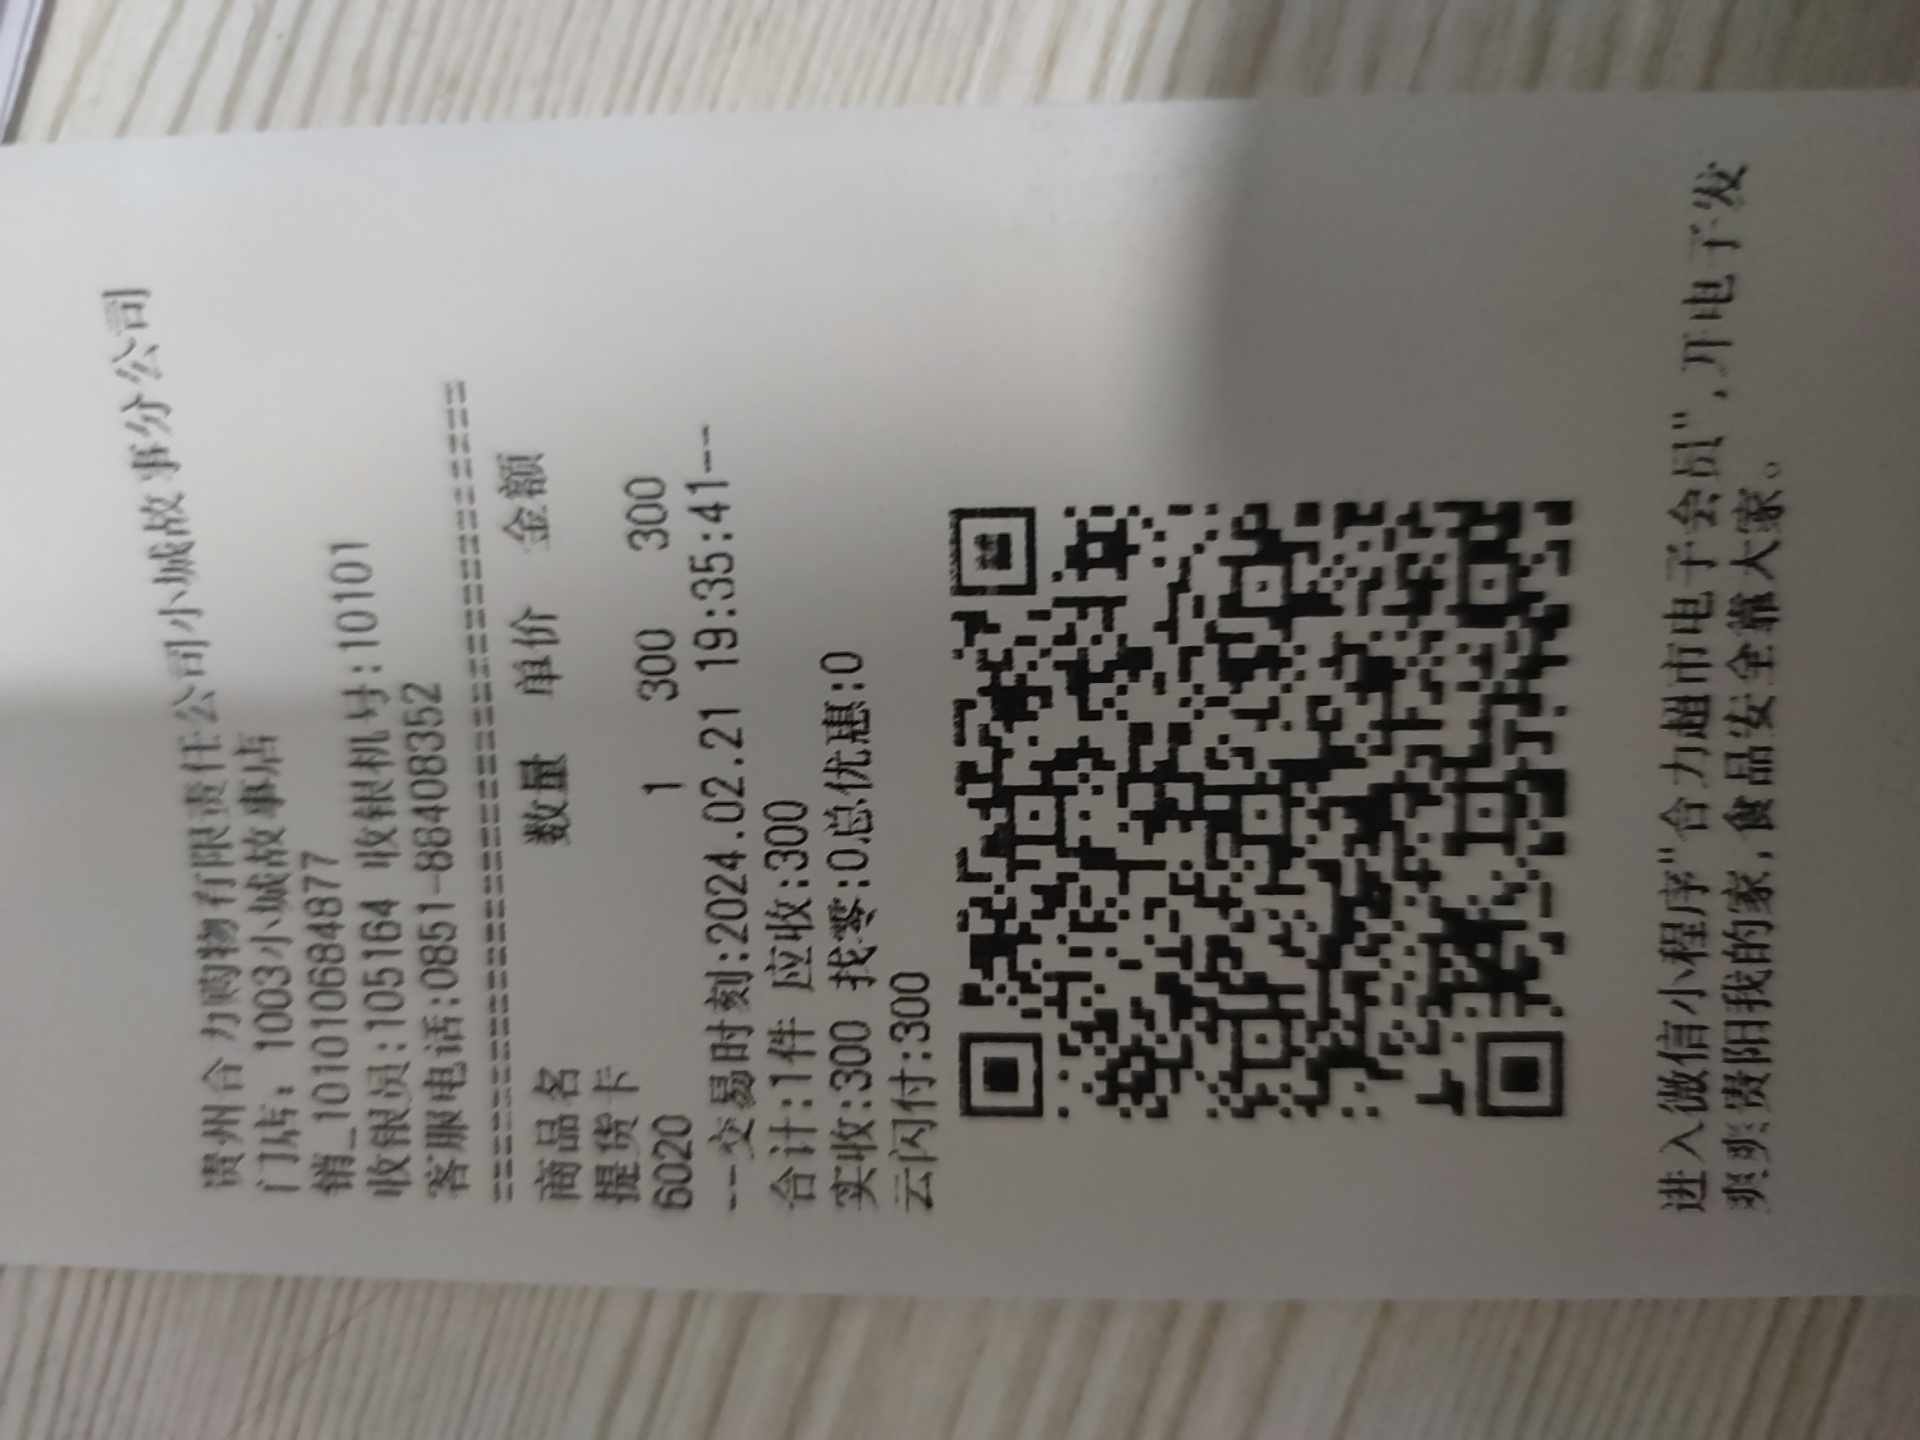 贵州合力购物有限责任公司小城故事分公司
门店：1003小城故事店
销_101010684877
收银员:105164 收银机号:10101
客服电话:0851-88408352
==================================
商品名 数量 单价 金额
提货卡
6020 1 300 300
---交易时刻:2024.02.21 19:35:41---
合计:1件 应收:300
实收:300 找零:0总优惠:0
云闪付:300
进入微信小程序"合力超市电子会员",开电子发
爽爽贵阳我的家,食品安全靠大家。